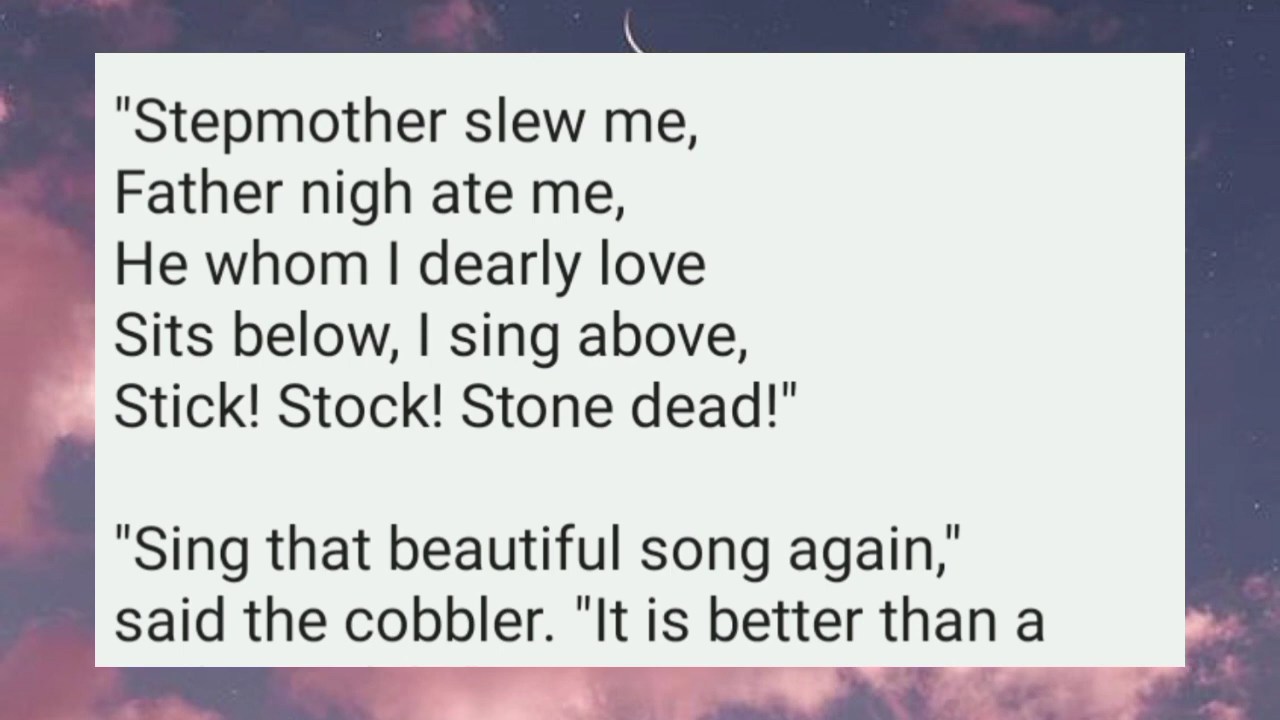 "Stepmother slew me,
Father nigh ate me,
He whom I dearly love
Sits below, I sing above,
Stick! Stock! Stone dead!"
"Sing that beautiful song again,"
said the cobbler. "It is better than a